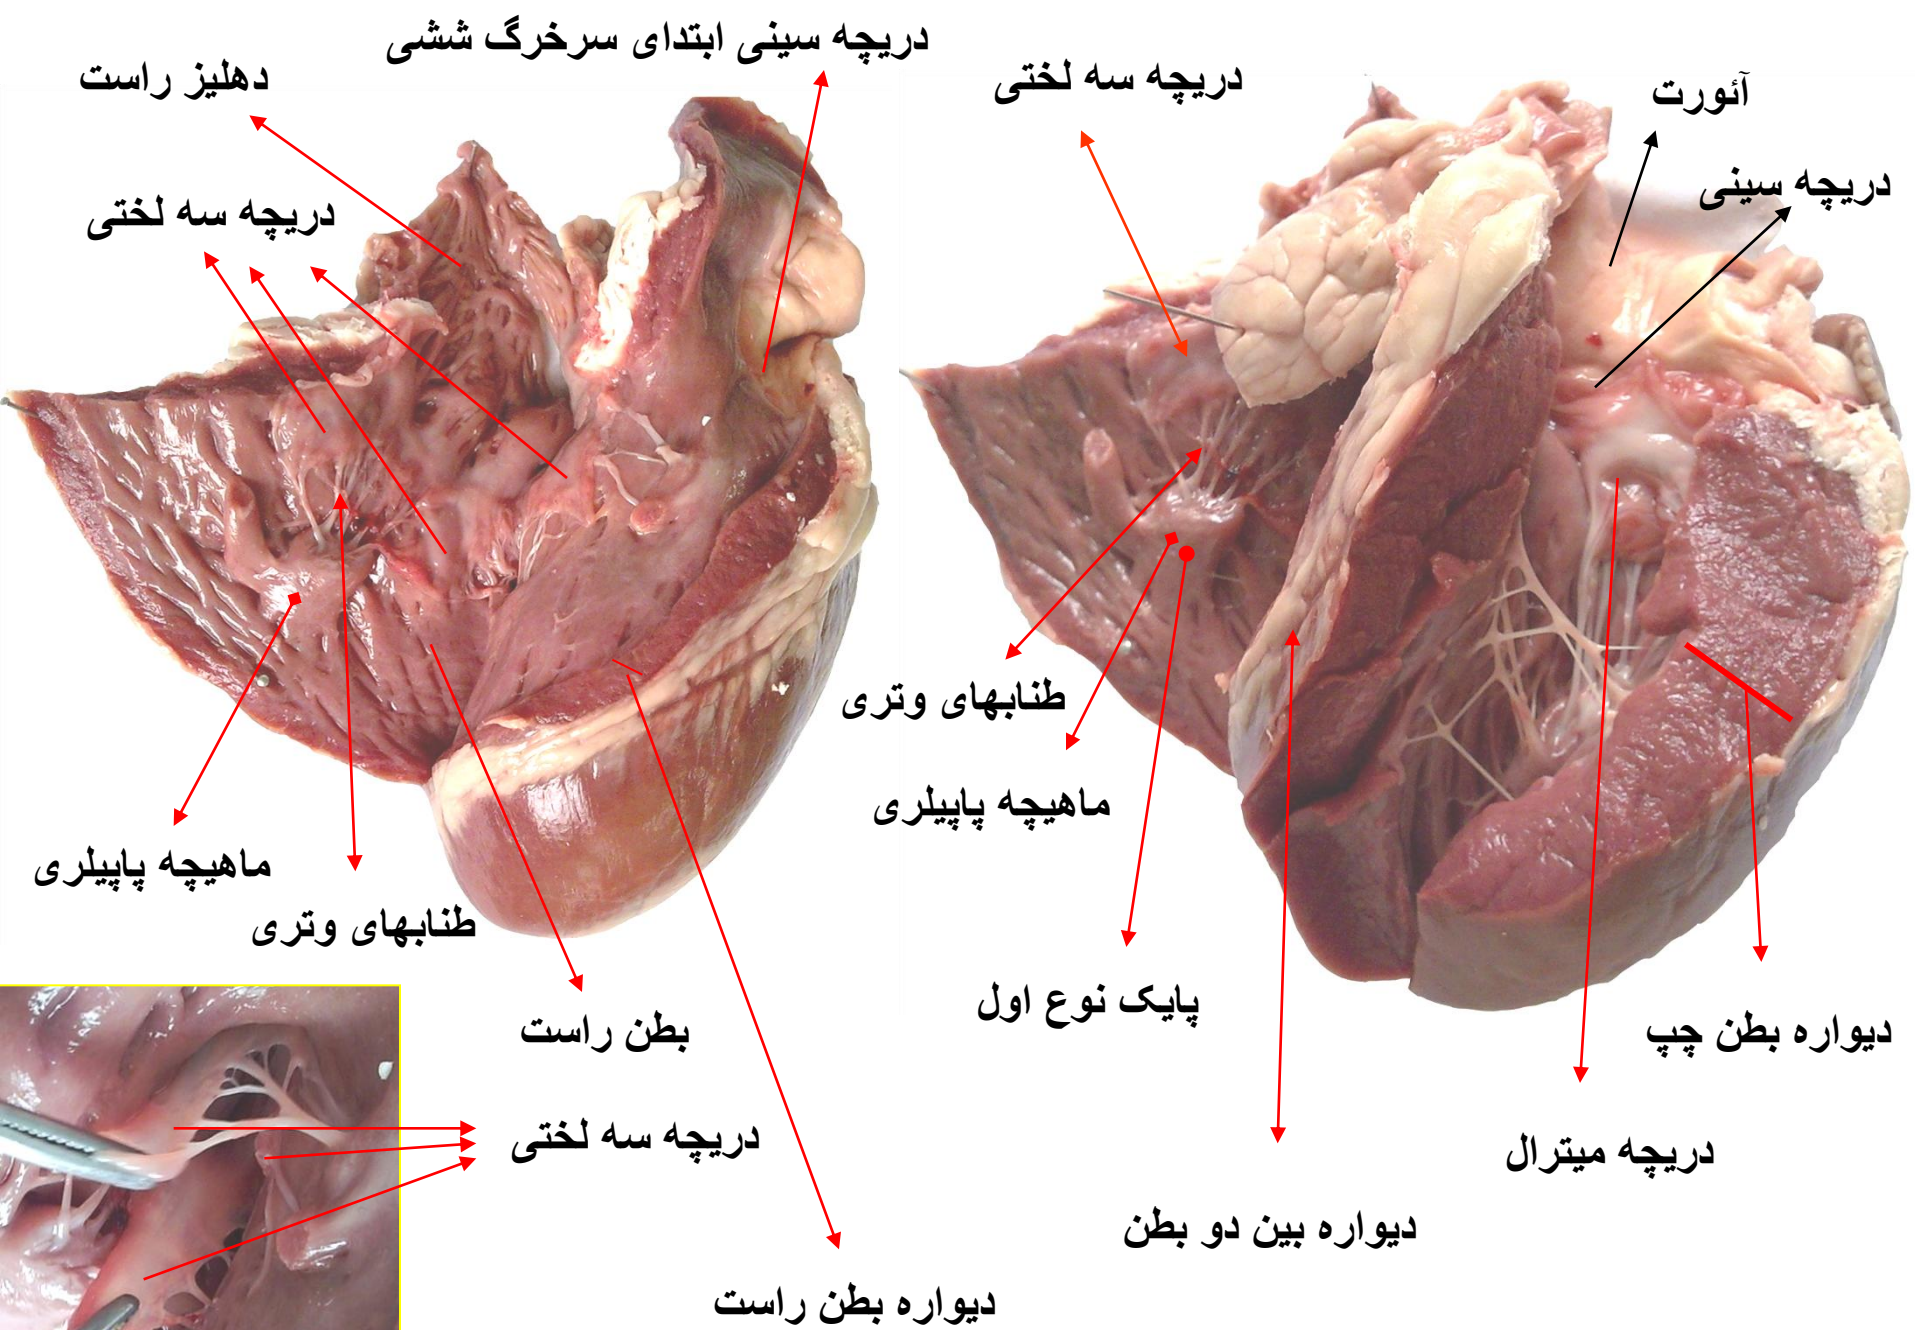 دریچه سینی ابتدای سرخرگ ششی
دهلیز راست
دریچه سه لختی
دریچه سه لختی
آئورت
دریچه سینی
طنابهای وتری
ماهیچه پاپیلری
ماهیچه پاپیلری
طنابهای وتری
پایک نوع اول
بطن راست
دیواره بطن چپ
دریچه سه لختی
دریچه میترال
دیواره بین دو بطن
دیواره بطن راست